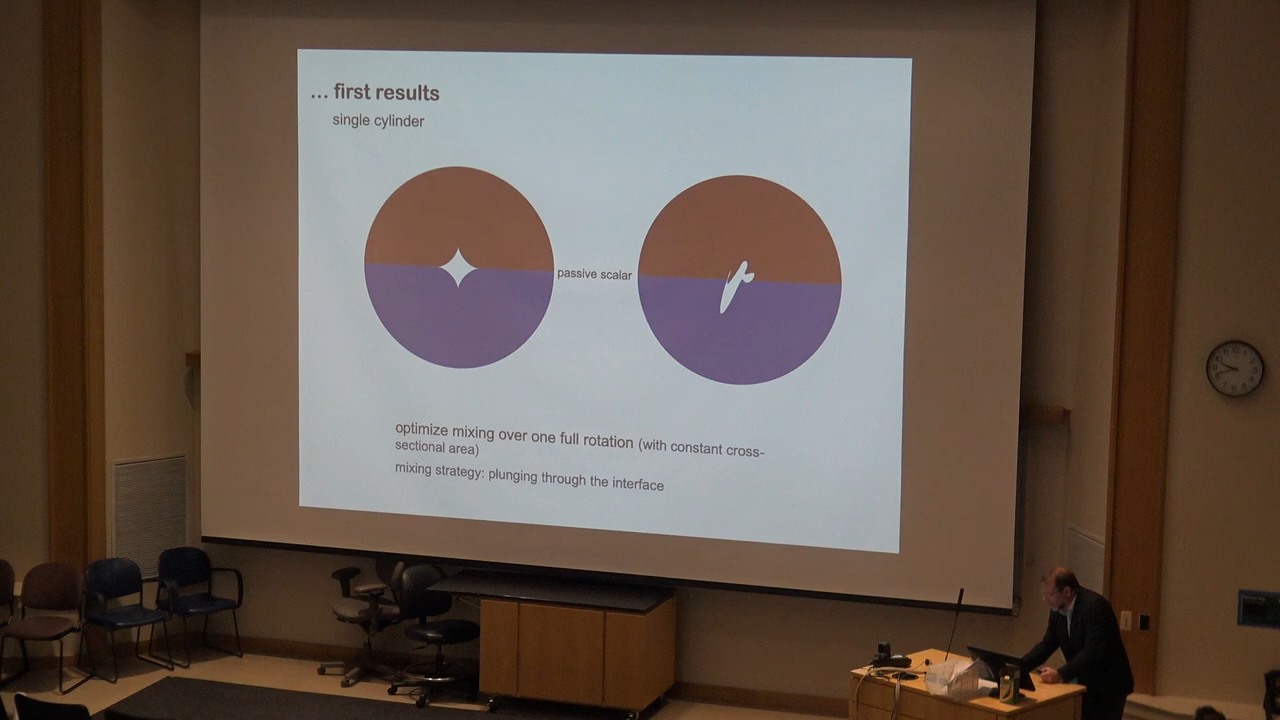 ... first results
single cylinder
passive scalar
optimize mixing over one full rotation (with constant cross-
sectional area)
mixing strategy: plunging through the interface